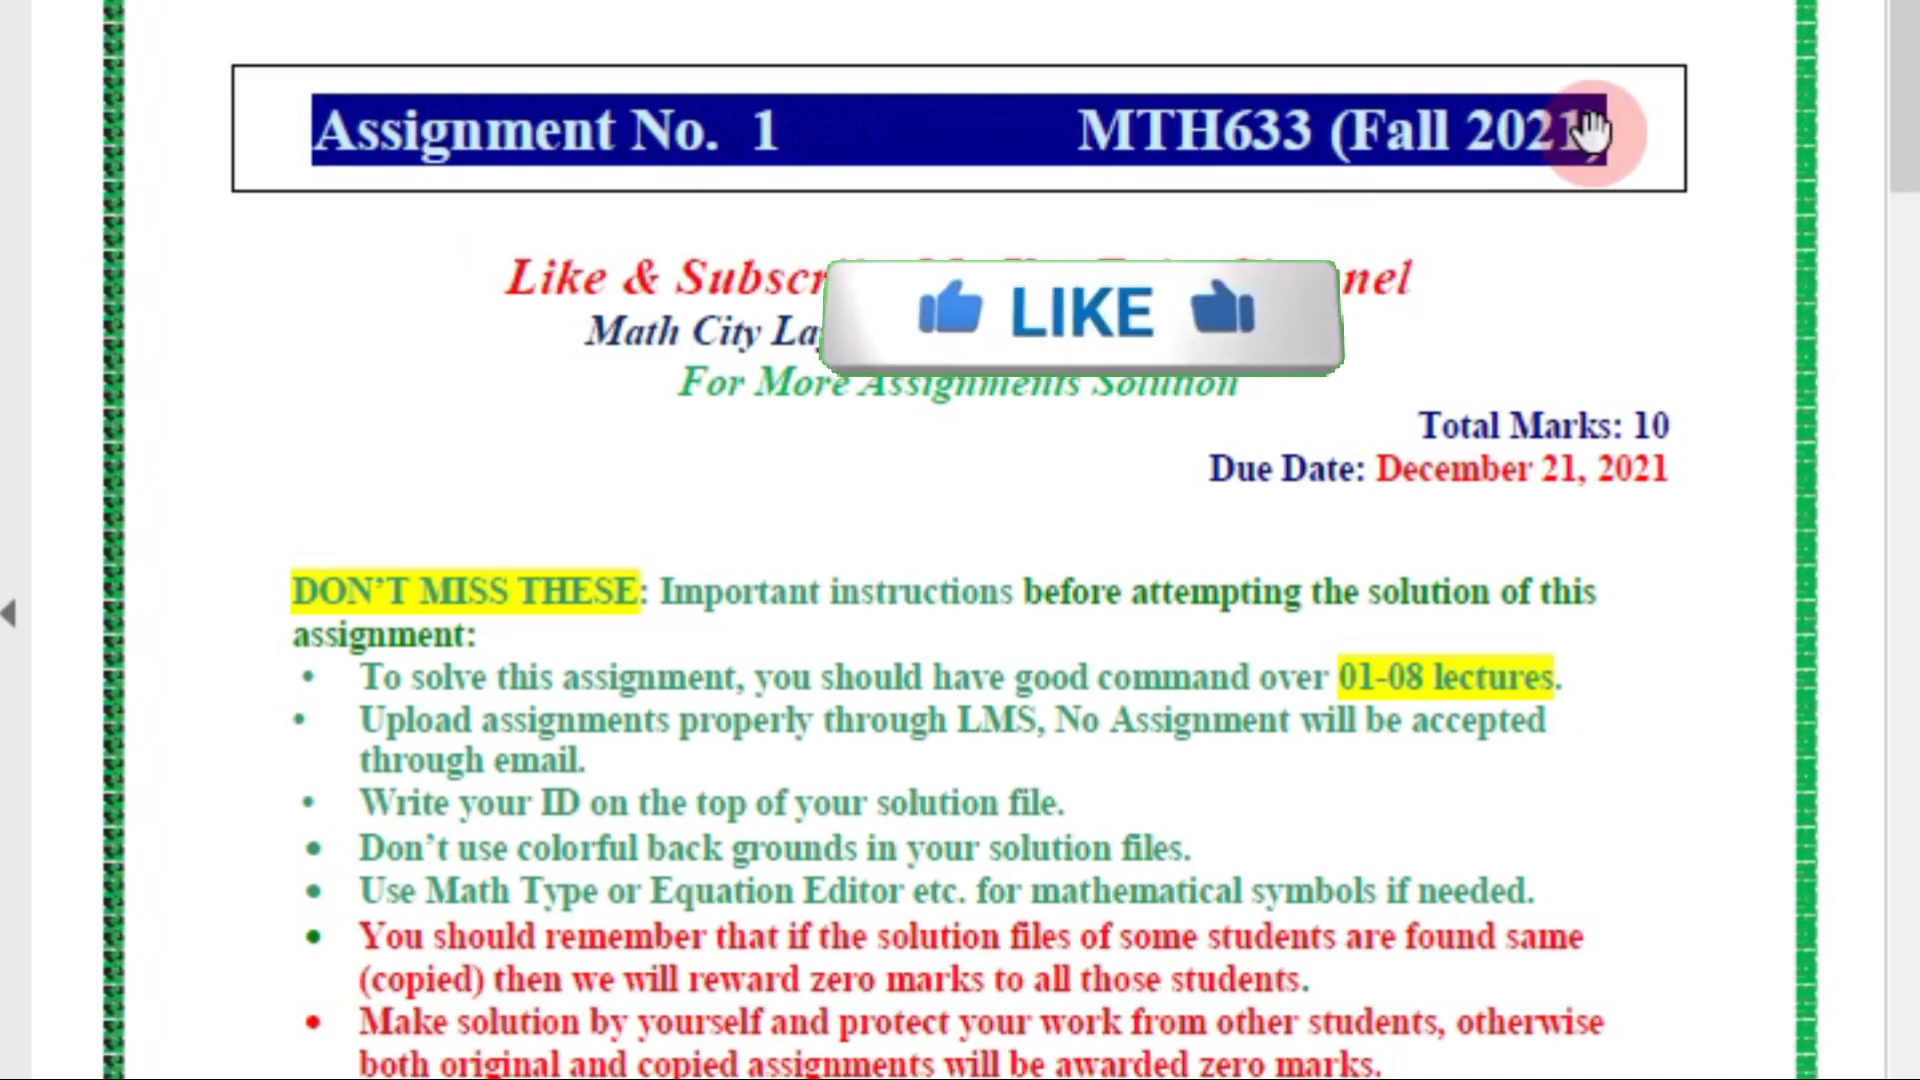 Assignment No. 1 MTH633 (Fall 2021)
Like & Subscr nel
LIKE
Math City La
For More Assignments Solution
Total Marks: 10
Due Date: December 21, 2021
DON'T MISS THESE: Important instructions before attempting the solution of this
assignment:
• To solve this assignment, you should have good command over 01-08 lectures.
• Upload assignments properly through LMS, No Assignment will be accepted
through email.
• Write your ID on the top of your solution file.
• Don't use colorful back grounds in your solution files.
• Use Math Type or Equation Editor etc. for mathematical symbols if needed.
• You should remember that if the solution files of some students are found same
(copied) then we will reward zero marks to all those students.
• Make solution by yourself and protect your work from other students, otherwise
both original and copied assignments will be awarded zero marks.